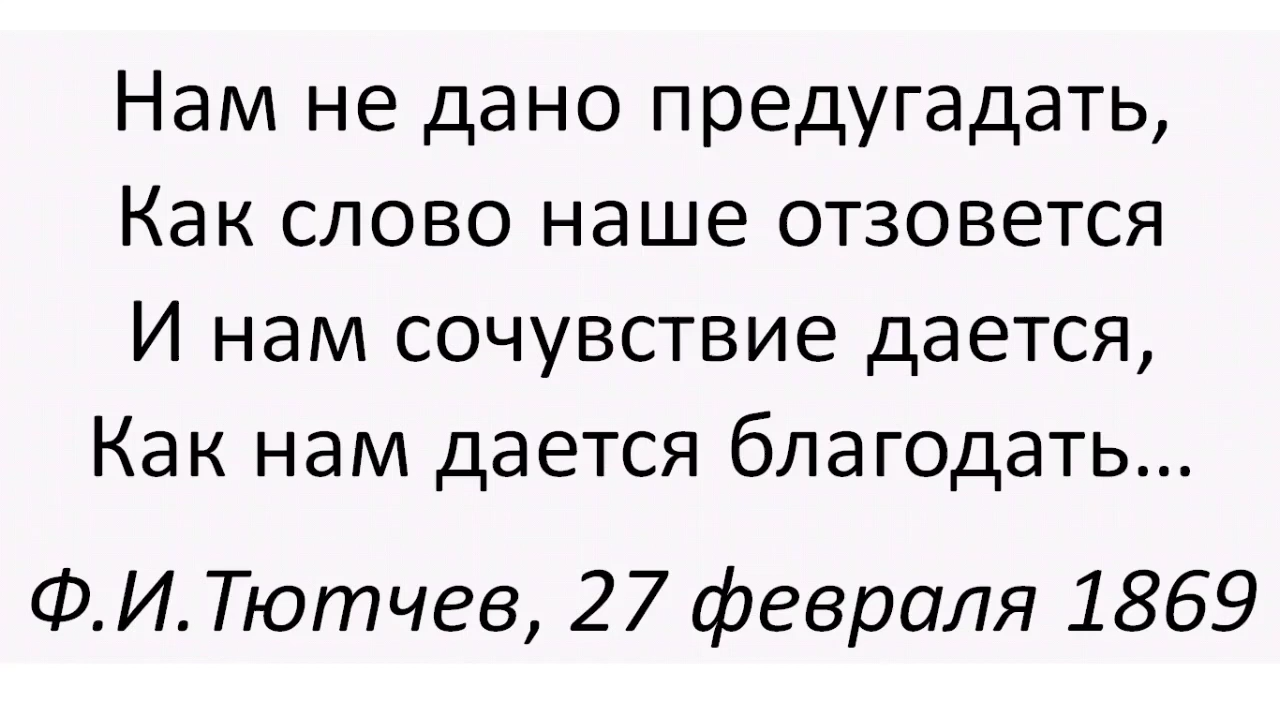 Нам не дано предугадать,
Как слово наше отзовется
И нам сочувствие дается,
Как нам дается благодать...
Ф.И.Тютчев, 27 февраля 1869